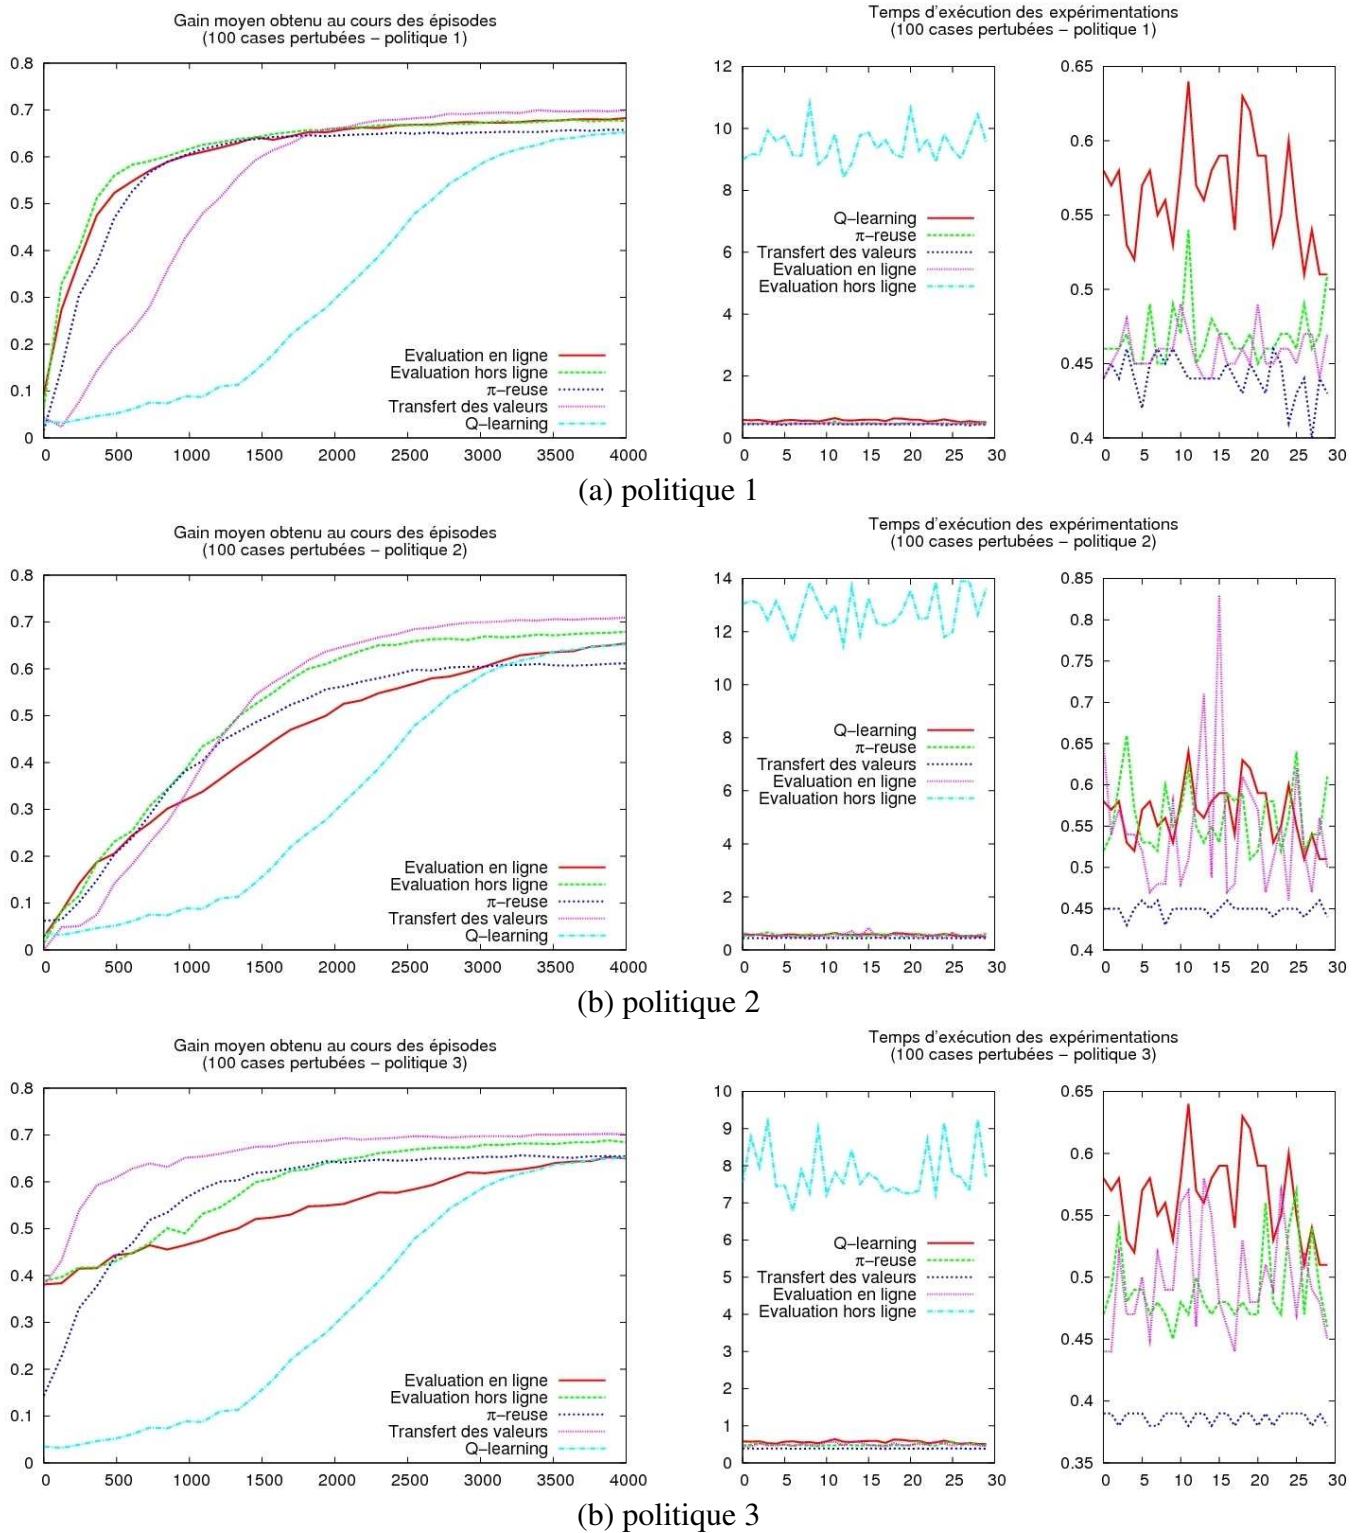 Gain moyen obtenu au cours des épisodes
(100 cases pertubées – politique 1)
0.8
0.7
0.6
0.5
0.4
0.3
0.2
0.1
0
0 500 1000 1500 2000 2500 3000 3500 4000
Evaluation en ligne
Evaluation hors ligne
π–reuse
Transfert des valeurs
Q–learning
Temps d'exécution des expérimentations
(100 cases pertubées – politique 1)
12
10
8
6
4
2
0
0 5 10 15 20 25 30
Q–learning
π–reuse
Transfert des valeurs
Evaluation en ligne
Evaluation hors ligne
0.65
0.6
0.55
0.5
0.45
0.4
0 5 10 15 20 25 30
(a) politique 1
Gain moyen obtenu au cours des épisodes
(100 cases pertubées – politique 2)
0.8
0.7
0.6
0.5
0.4
0.3
0.2
0.1
0
0 500 1000 1500 2000 2500 3000 3500 4000
Evaluation en ligne
Evaluation hors ligne
π–reuse
Transfert des valeurs
Q–learning
Temps d'exécution des expérimentations
(100 cases pertubées – politique 2)
14
12
10
8
6
4
2
0
0 5 10 15 20 25 30
Q–learning
π–reuse
Transfert des valeurs
Evaluation en ligne
Evaluation hors ligne
0.85
0.8
0.75
0.7
0.65
0.6
0.55
0.5
0.45
0.4
0 5 10 15 20 25 30
(b) politique 2
Gain moyen obtenu au cours des épisodes
(100 cases pertubées – politique 3)
0.8
0.7
0.6
0.5
0.4
0.3
0.2
0.1
0
0 500 1000 1500 2000 2500 3000 3500 4000
Evaluation en ligne
Evaluation hors ligne
π–reuse
Transfert des valeurs
Q–learning
Temps d'exécution des expérimentations
(100 cases pertubées – politique 3)
10
9
8
7
6
5
4
3
2
1
0
0 5 10 15 20 25 30
Q–learning
π–reuse
Transfert des valeurs
Evaluation en ligne
Evaluation hors ligne
0.65
0.6
0.55
0.5
0.45
0.4
0.35
0 5 10 15 20 25 30
(b) politique 3